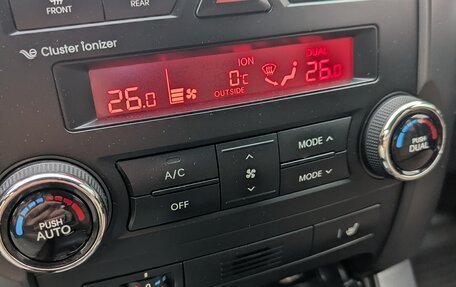 FRONT REAR
Cluster ionizer
ION DUAL
26.0 0c 26.0
OUTSIDE
A/C MODE
OFF MODE
PUSH
AUTO
PUSH
DUAL